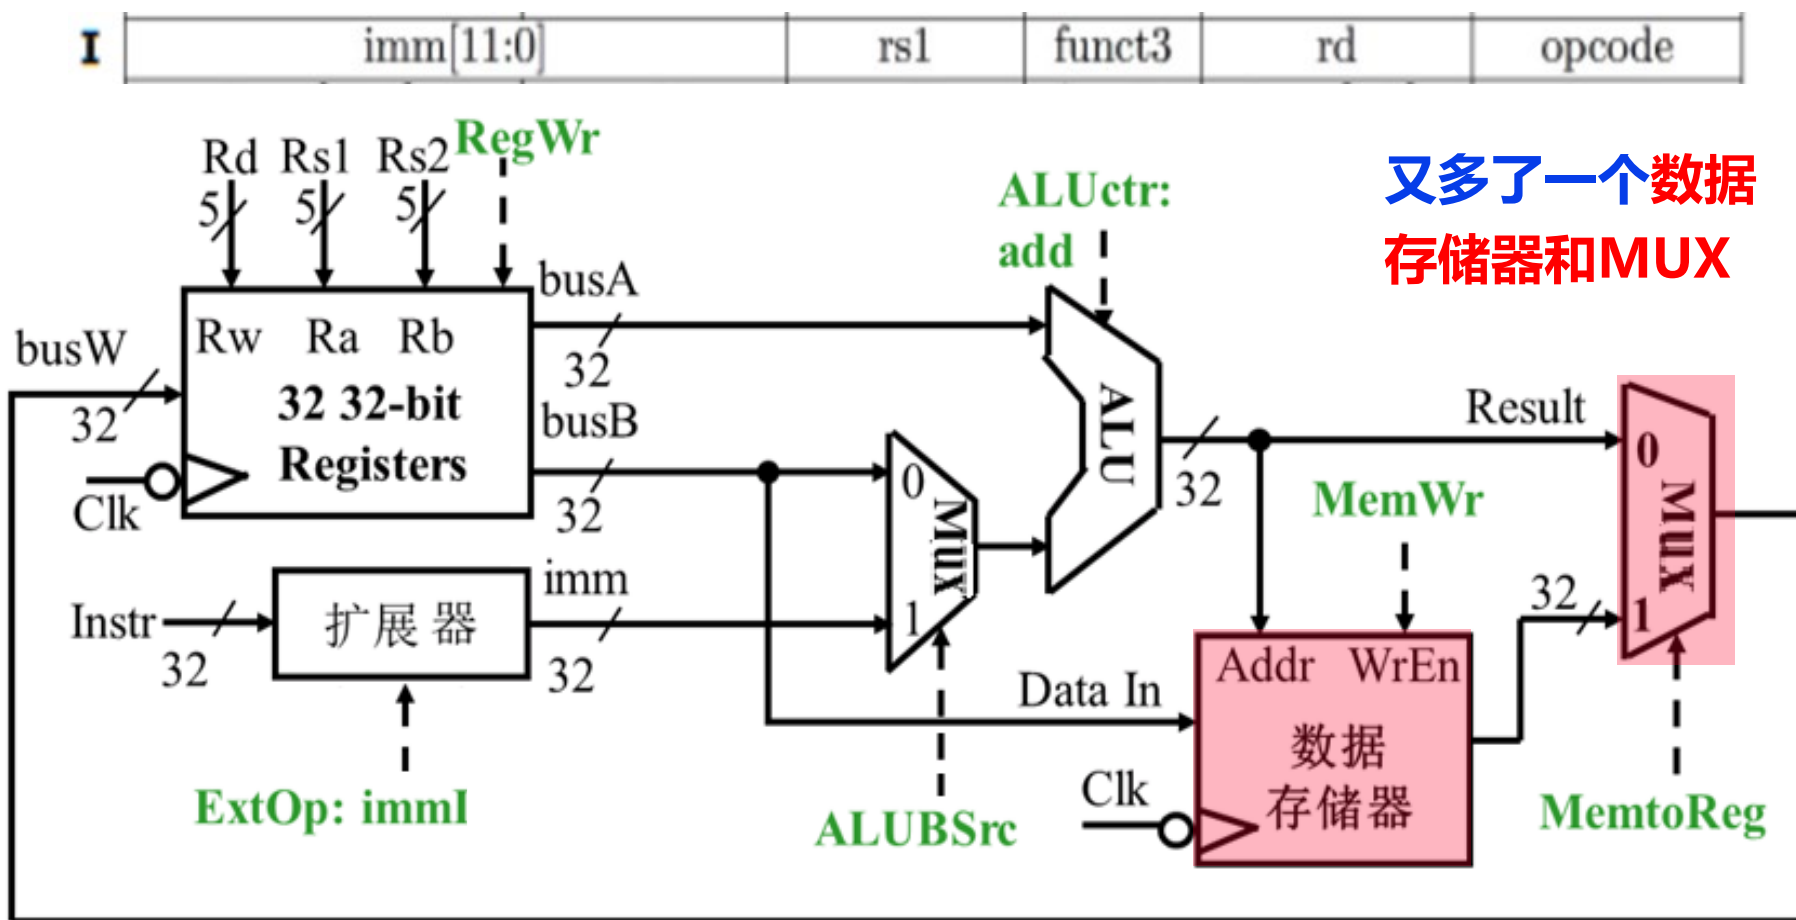 I imm[11:0] rs1 funct3 rd opcode
Rd Rs1 Rs2 RegWr
5 5 5
ALUctr:
add
又多了一个数据
存储器和MUX
busW
32
Rw Ra Rb
32 32-bit
Registers
Clk
busA
32
busB
32
Instr
32
扩展器
imm
32
ExtOp: immI
0
Mux
1
ALUBSrc
ALU
32
Result
MemWr
Data In
Addr WrEn
数据
存储器
Clk
32
0
Mux
1
MemtoReg